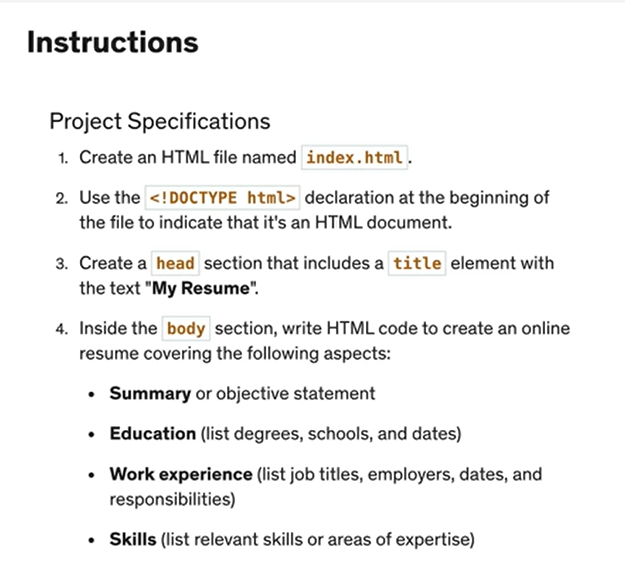 Instructions
Project Specifications
1. Create an HTML file named index.html.
2. Use the <!DOCTYPE html> declaration at the beginning of
the file to indicate that it's an HTML document.
3. Create a head section that includes a title element with
the text "My Resume".
4. Inside the body section, write HTML code to create an online
resume covering the following aspects:
• Summary or objective statement
• Education (list degrees, schools, and dates)
• Work experience (list job titles, employers, dates, and
responsibilities)
• Skills (list relevant skills or areas of expertise)